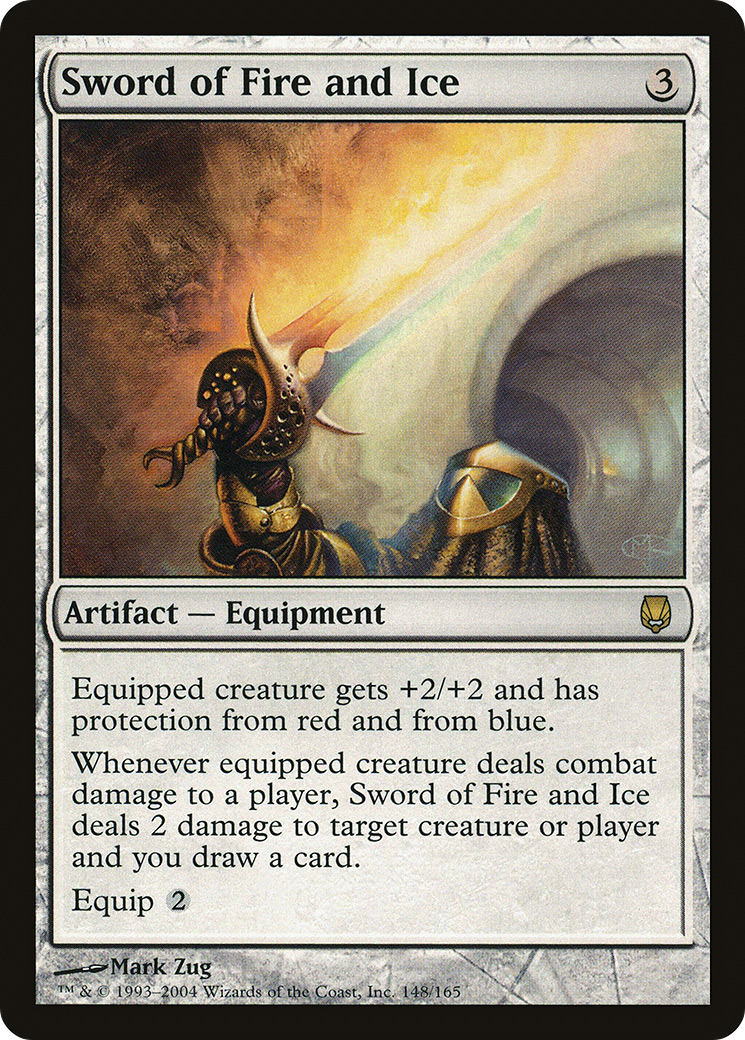 Sword of Fire and Ice 3
Artifact — Equipment
Equipped creature gets +2/+2 and has
protection from red and from blue.
Whenever equipped creature deals combat
damage to a player, Sword of Fire and Ice
deals 2 damage to target creature or player
and you draw a card.
Equip 2
Mark Zug
™ & © 1993–2004 Wizards of the Coast, Inc. 148/165